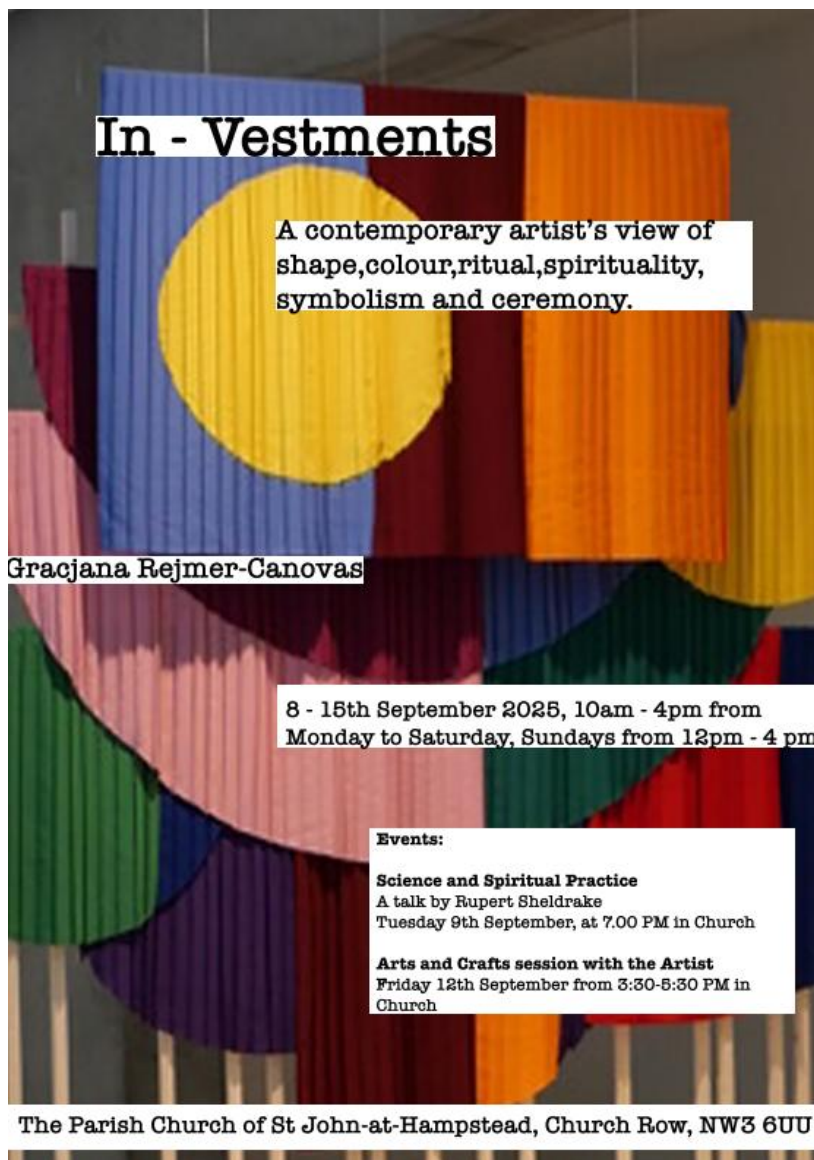 In - Vestments
A contemporary artist's view of
shape,colour,ritual,spirituality,
symbolism and ceremony.
Gracjana Rejmer-Canovas
8 - 15th September 2025, 10am - 4pm from
Monday to Saturday, Sundays from 12pm - 4 pm
Events:
Science and Spiritual Practice
A talk by Rupert Sheldrake
Tuesday 9th September, at 7.00 PM in Church
Arts and Crafts session with the Artist
Friday 12th September from 3:30-5:30 PM in
Church
The Parish Church of St John-at-Hampstead, Church Row, NW3 6UU